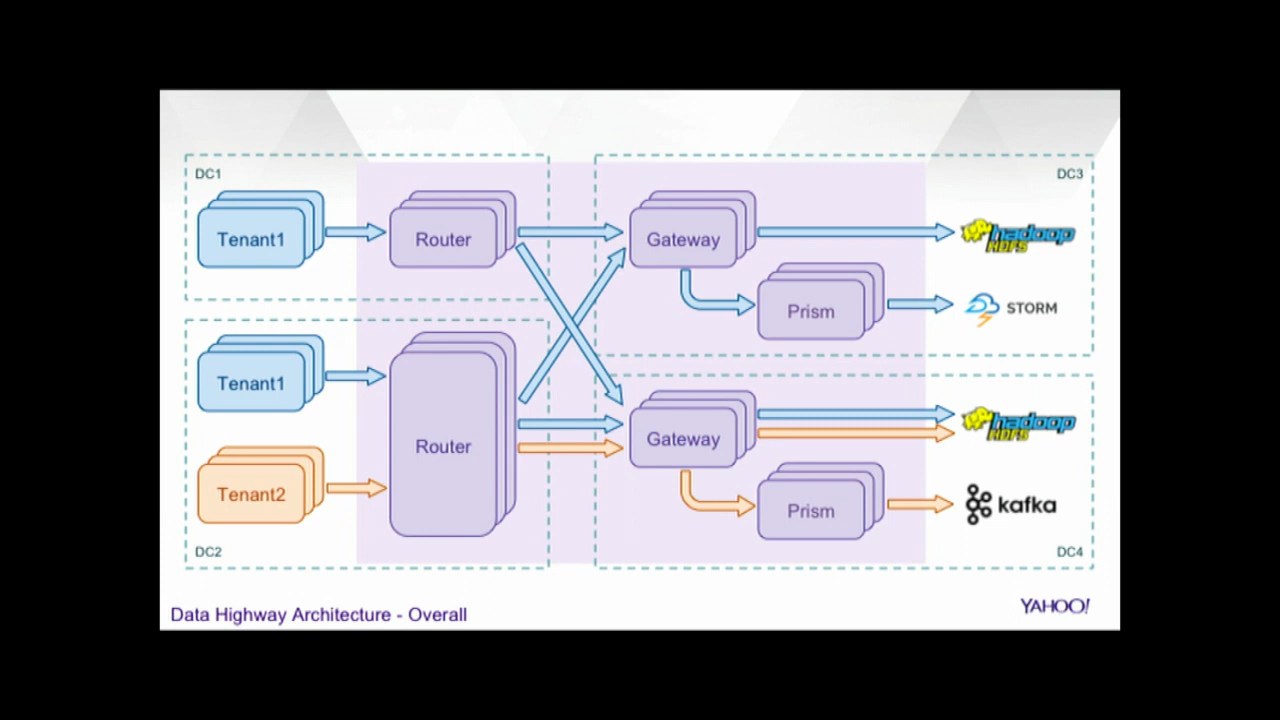 DC1
DC3
Tenant1
Router
Gateway
hadoop
HDFS
Prism
STORM
Tenant1
Router
Gateway
hadoop
HDFS
Tenant2
Prism
kafka
DC2
DC4
Data Highway Architecture - Overall
YAHOO!